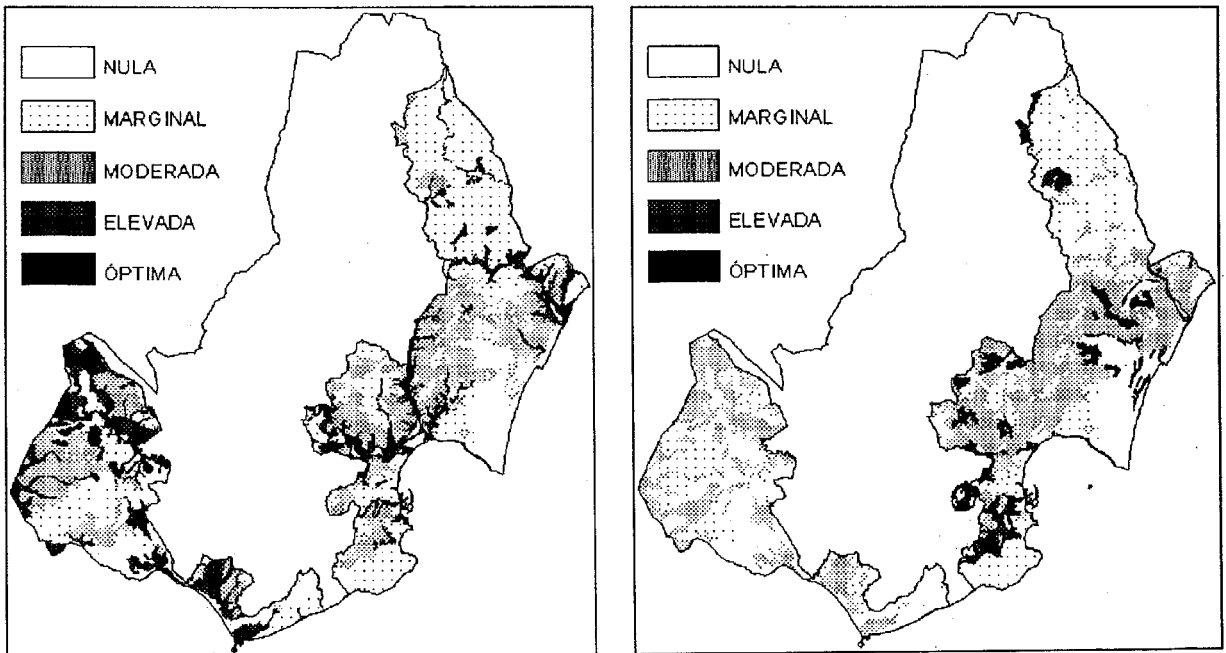 NULA
MARGINAL
MODERADA
ELEVADA
ÓPTIMA
NULA
MARGINAL
MODERADA
ELEVADA
ÓPTIMA